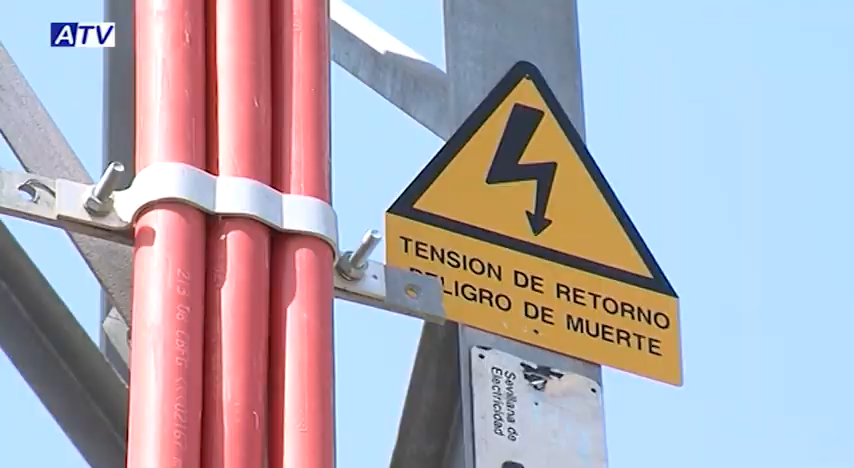 ATV
TENSION DE RETORNO
PELIGRO DE MUERTE
Sevillana de
Electricidad